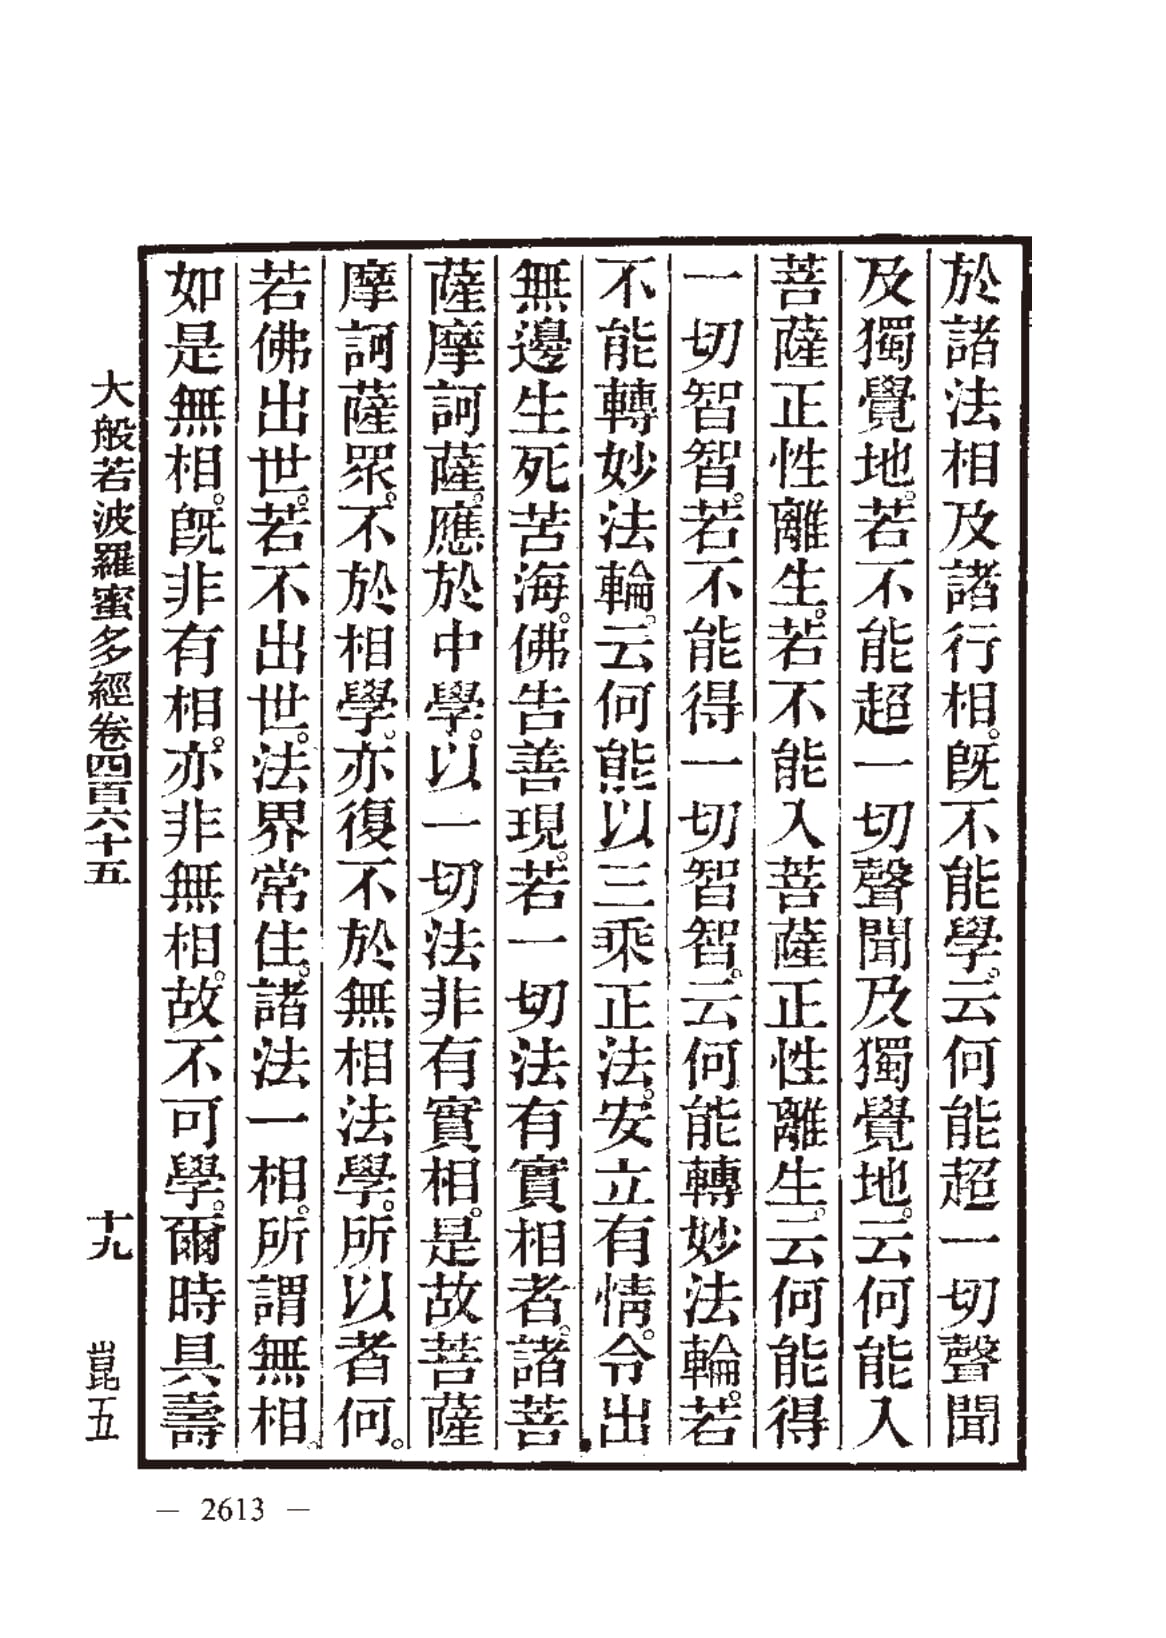 於諸法相及諸行相。旣不能學。云何能超一切聲聞
及獨覺地。若不能超一切聲聞及獨覺地。云何能入
菩薩正性離生。若不能入菩薩正性離生。云何能得
一切智智。若不能得一切智智。云何能轉妙法輪。若
不能轉妙法輪。云何能以三乘正法。安立有情。令出
無邊生死苦海。佛告善現。若一切法有實相者。諸菩
薩摩訶薩。應於中學。以一切法非有實相。是故菩薩
摩訶薩眾。不於相學。亦復不於無相法學。所以者何。
若佛出世。若不出世。法界常住。諸法一相。所謂無相。
如是無相。旣非有相。亦非無相。故不可學。爾時具壽
大般若波羅蜜多經卷四百六十五 十九 崑五
— 2613 —